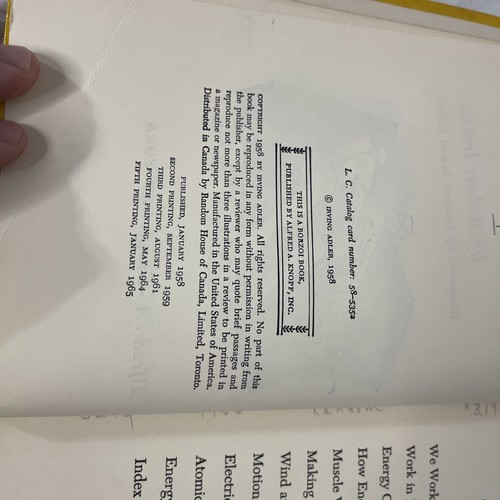 L. C. Catalog card number: 58-5352
© IRVING ADLER, 1958
THIS IS A BORZOI BOOK,
PUBLISHED BY ALFRED A. KNOPF, INC.
COPYRIGHT 1958 BY IRVING ADLER. All rights reserved. No part of this
book may be reproduced in any form without permission in writing from
the publisher, except by a reviewer who may quote brief passages and
reproduce not more than three illustrations in a review to be printed in
a magazine or newspaper. Manufactured in the United States of America.
Distributed in Canada by Random House of Canada, Limited, Toronto.
PUBLISHED, JANUARY 1958
SECOND PRINTING, SEPTEMBER 1959
THIRD PRINTING, AUGUST 1961
FOURTH PRINTING, MAY 1964
FIFTH PRINTING, JANUARY 1965
We Work
Work in
Energy
How En
Muscle
Making
Wind a
Motion
Electri
Atomic
Energ
Index